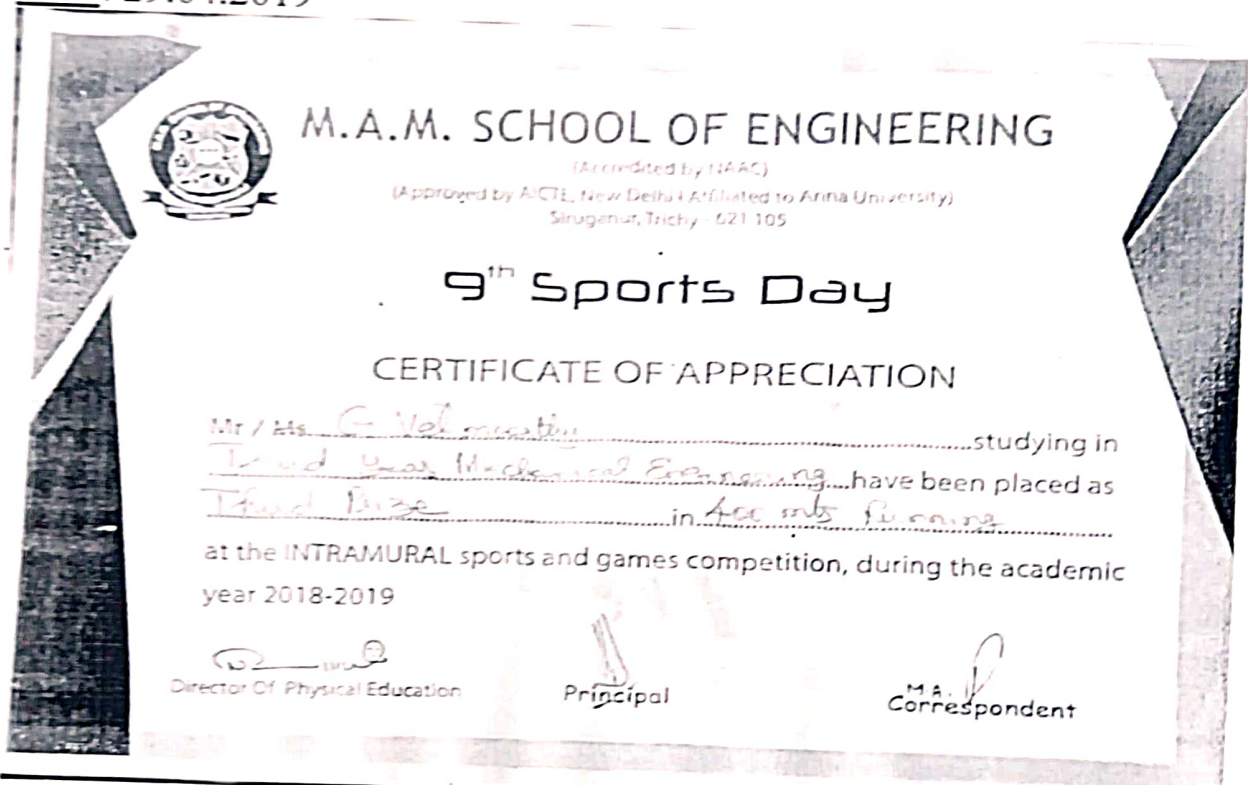 M.A.M. SCHOOL OF ENGINEERING
(Accredited by NAAC)
(Approved by AICTE, New Delhi & Affiliated to Anna University)
Siruganur, Trichy - 621 105
9th Sports Day
CERTIFICATE OF APPRECIATION
Mr / Ms. G studying in
year Mechanical Engineering have been placed as
Third Prize in 400 mts Running
at the INTRAMURAL sports and games competition, during the academic
year 2018-2019
Director Of Physical Education Principal M.A. Correspondent